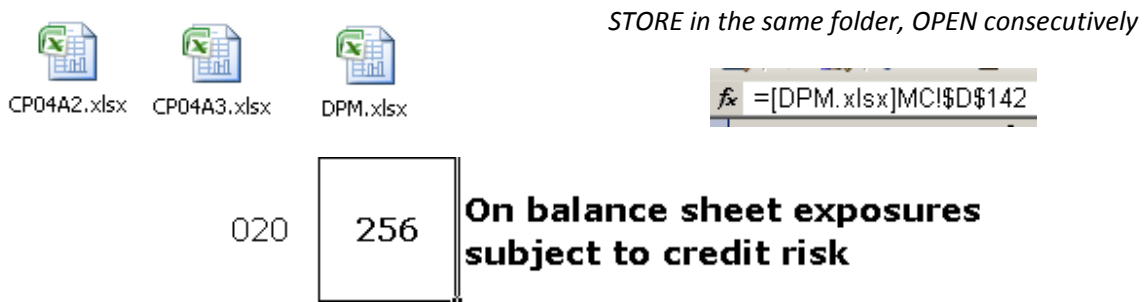 STORE in the same folder, OPEN consecutively
CP04A2.xlsx CP04A3.xlsx DPM.xlsx
fx =[DPM.xlsx]MC!$D$142
020 256 On balance sheet exposures
subject to credit risk